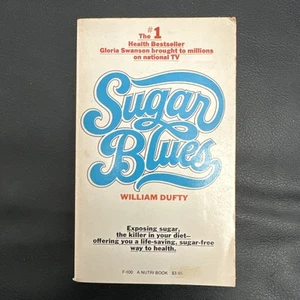 The #1
Health Bestseller
Gloria Swanson brought to millions
on national TV
Sugar
Blues
WILLIAM DUFTY
Exposing sugar,
the killer in your diet—
offering you a life-saving, sugar-free
way to health.
A NUTRI BOOK